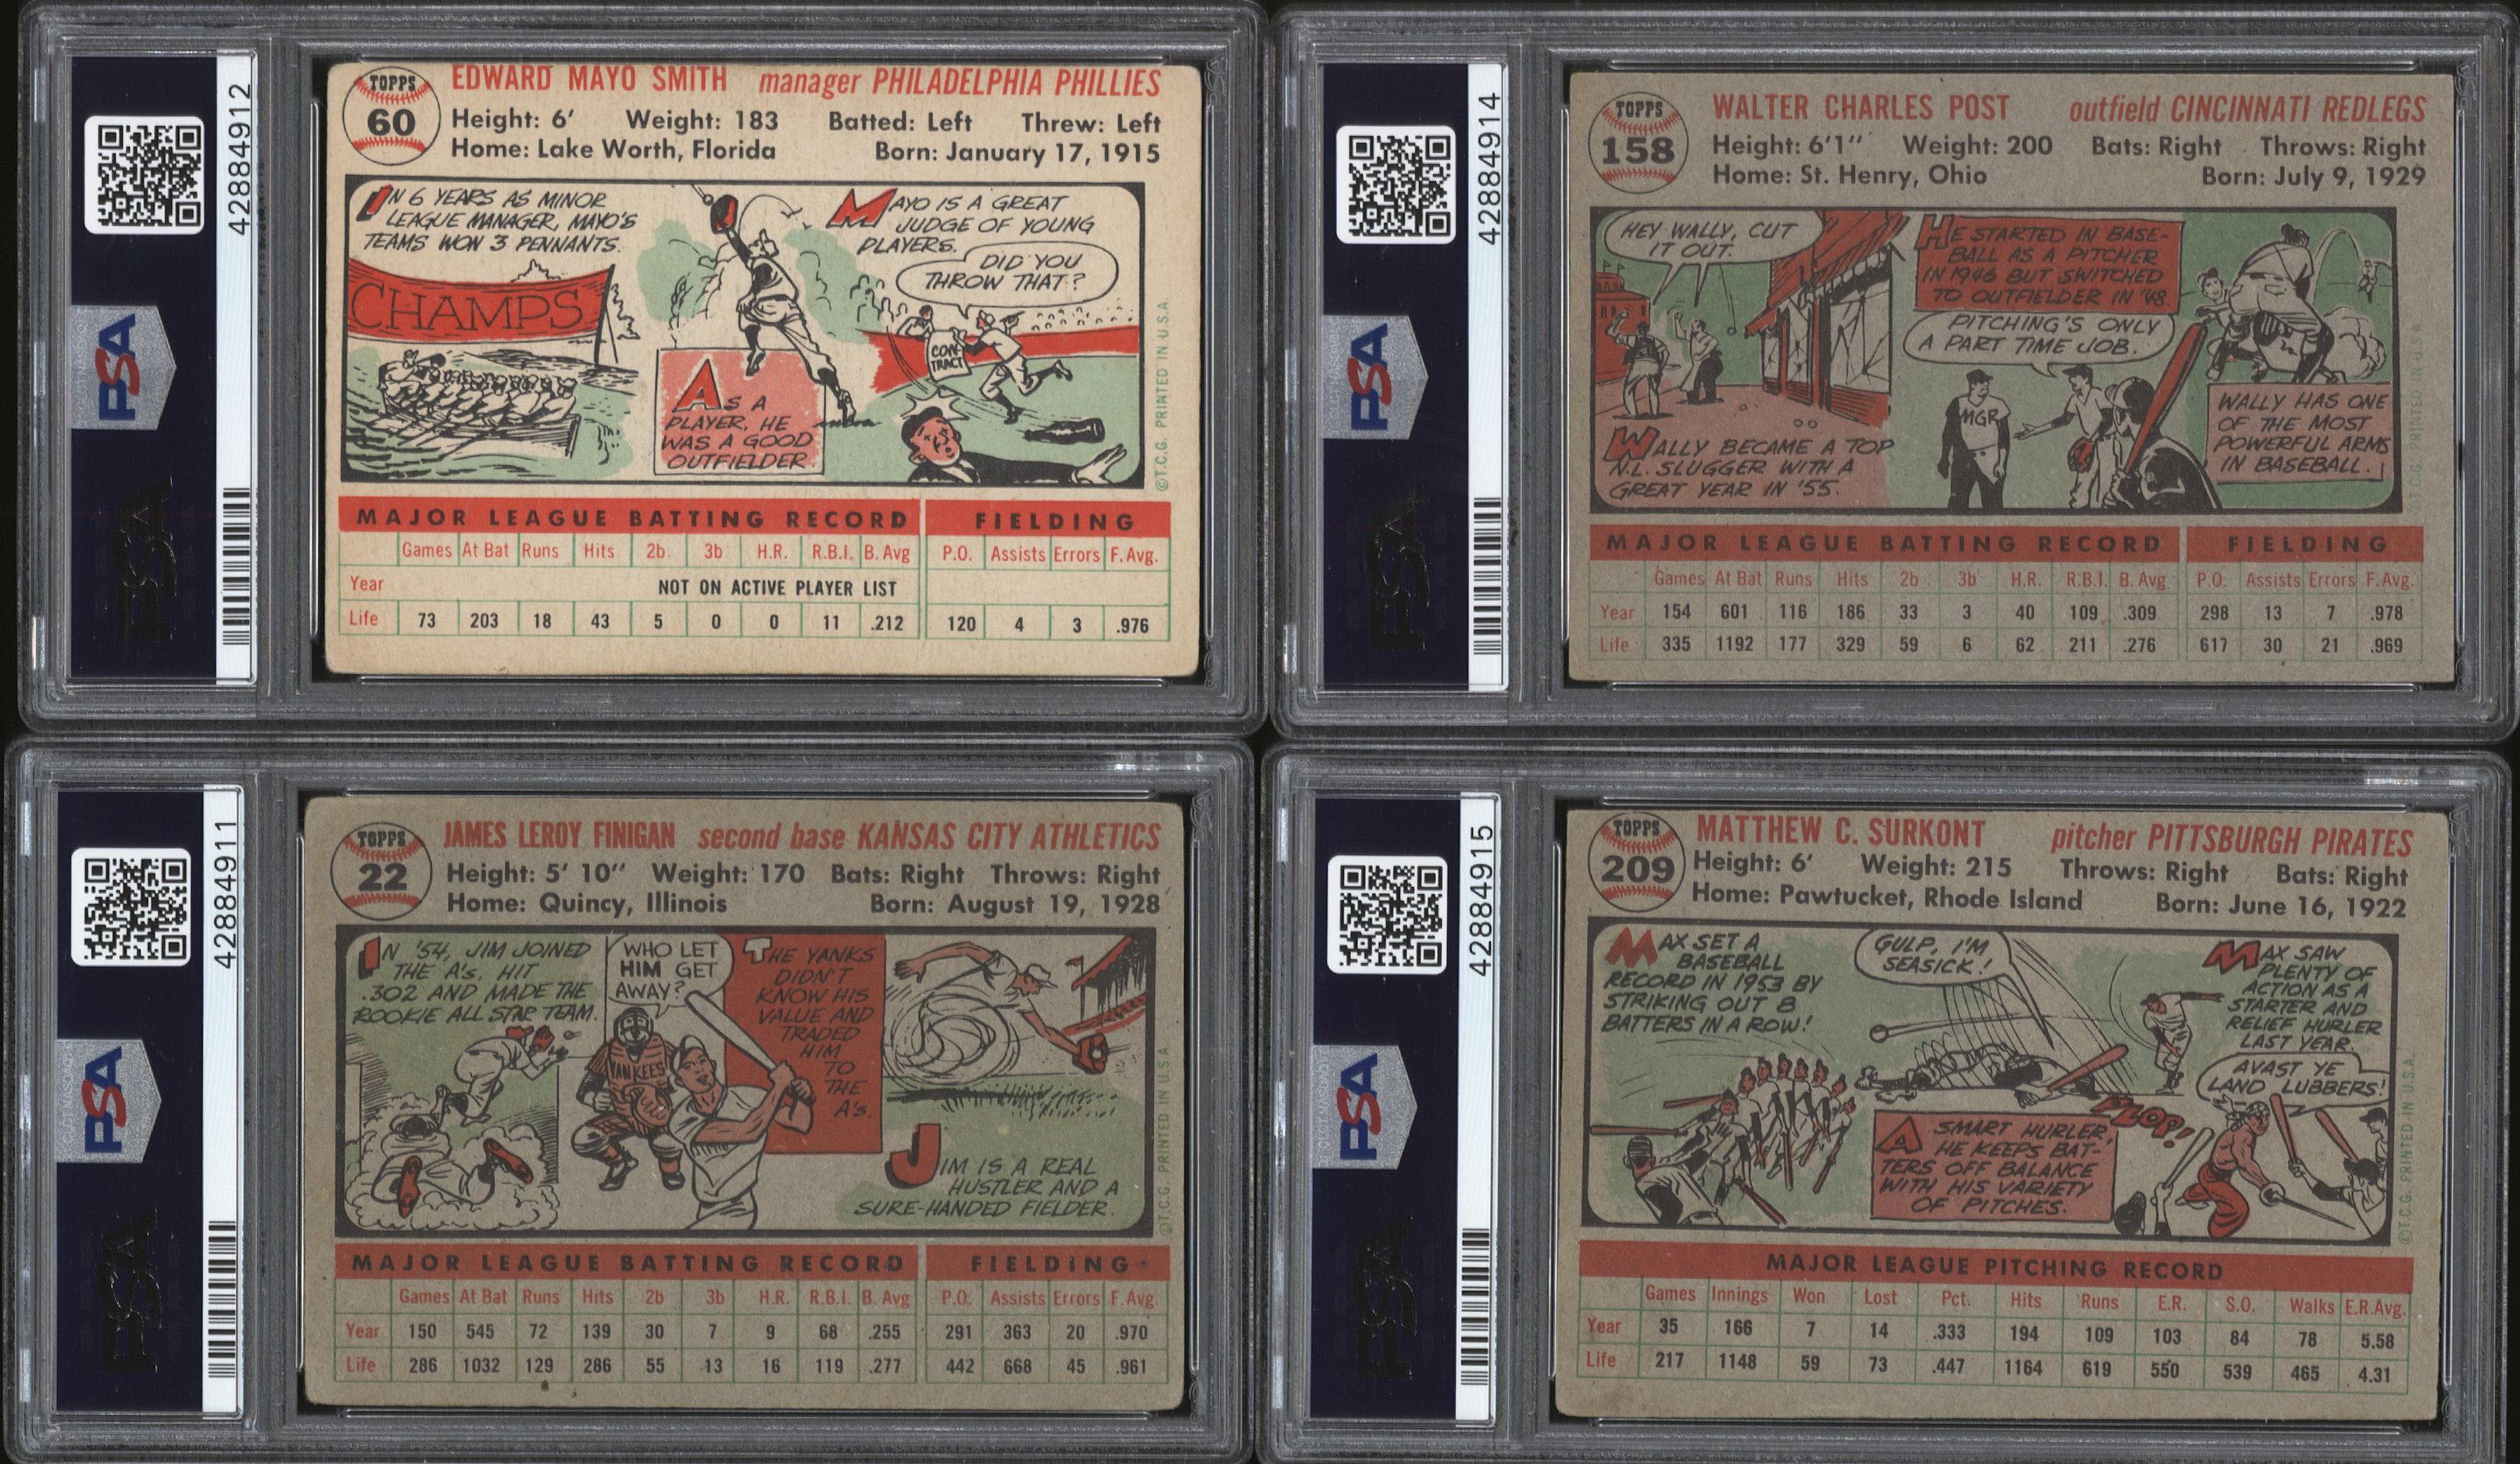 42884912
PSA
PSA
TOPPS
60
EDWARD MAYO SMITH manager PHILADELPHIA PHILLIES
Height: 6' Weight: 183 Batted: Left Threw: Left
Home: Lake Worth, Florida Born: January 17, 1915
IN 6 YEARS AS MINOR
LEAGUE MANAGER, MAYO'S
TEAMS WON 3 PENNANTS.
CHAMPS
AS A
PLAYER, HE
WAS A GOOD
OUTFIELDER.
MAYO IS A GREAT
JUDGE OF YOUNG
PLAYERS.
DID YOU
THROW THAT?
CON-
TRACT
©T.C.G. PRINTED IN U.S.A.
MAJOR LEAGUE BATTING RECORD FIELDING
Games At Bat Runs Hits 2b. 3b H.R. R.B.I. B. Avg P.O. Assists Errors F. Avg.
Year NOT ON ACTIVE PLAYER LIST
Life 73 203 18 43 5 0 0 11 .212 120 4 3 .976
42884914
PSA
PSA
TOPPS
158
WALTER CHARLES POST outfield CINCINNATI REDLEGS
Height: 6'1" Weight: 200 Bats: Right Throws: Right
Home: St. Henry, Ohio Born: July 9, 1929
HEY WALLY, CUT
IT OUT.
WALLY BECAME A TOP
N.L. SLUGGER WITH A
GREAT YEAR IN '55.
HE STARTED IN BASE-
BALL AS A PITCHER
IN 1946 BUT SWITCHED
TO OUTFIELDER IN '48.
PITCHING'S ONLY
A PART TIME JOB.
MGR
WALLY HAS ONE
OF THE MOST
POWERFUL ARMS
IN BASEBALL.
©T.C.G. PRINTED IN U.S.A.
MAJOR LEAGUE BATTING RECORD FIELDING
Games At Bat Runs Hits 2b 3b H.R. R.B.I. B. Avg P.O. Assists Errors F. Avg.
Year 154 601 116 186 33 3 40 109 .309 298 13 7 .978
Life 335 1192 177 329 59 6 62 211 .276 617 30 21 .969
42884911
PSA
PSA
TOPPS
22
JAMES LEROY FINIGAN second base KANSAS CITY ATHLETICS
Height: 5' 10" Weight: 170 Bats: Right Throws: Right
Home: Quincy, Illinois Born: August 19, 1928
IN '54, JIM JOINED
THE A's, HIT
.302 AND MADE THE
ROOKIE ALL STAR TEAM.
WHO LET
HIM GET
AWAY?
YANKEES
THE YANKS
DIDN'T
KNOW HIS
VALUE AND
TRADED
HIM
TO
THE
A's.
JIM IS A REAL
HUSTLER AND A
SURE-HANDED FIELDER.
©T.C.G. PRINTED IN U.S.A
MAJOR LEAGUE BATTING RECORD FIELDING
Games At Bat Runs Hits 2b 3b H.R. R.B.I. B. Avg P.O. Assists Errors F. Avg.
Year 150 545 72 139 30 7 9 68 .255 291 363 20 .970
Life 286 1032 129 286 55 13 16 119 .277 442 668 45 .961
42884915
PSA
PSA
TOPPS
209
MATTHEW C. SURKONT pitcher PITTSBURGH PIRATES
Height: 6' Weight: 215 Throws: Right Bats: Right
Home: Pawtucket, Rhode Island Born: June 16, 1922
MAX SET A
BASEBALL
RECORD IN 1953 BY
STRIKING OUT 8
BATTERS IN A ROW!
GULP, I'M
SEASICK!
A SMART HURLER,
HE KEEPS BAT-
TERS OFF BALANCE
WITH HIS VARIETY
OF PITCHES.
PLOP!
MAX SAW
PLENTY OF
ACTION AS A
STARTER AND
RELIEF HURLER
LAST YEAR.
AVAST YE
LAND LUBBERS!
©T.C.G. PRINTED IN U.S.A.
MAJOR LEAGUE PITCHING RECORD
Games Innings Won Lost Pct. Hits Runs E.R. S.O. Walks E.R.Avg.
Year 35 166 7 14 .333 194 109 103 84 78 5.58
Life 217 1148 59 73 .447 1164 619 550 539 465 4.31